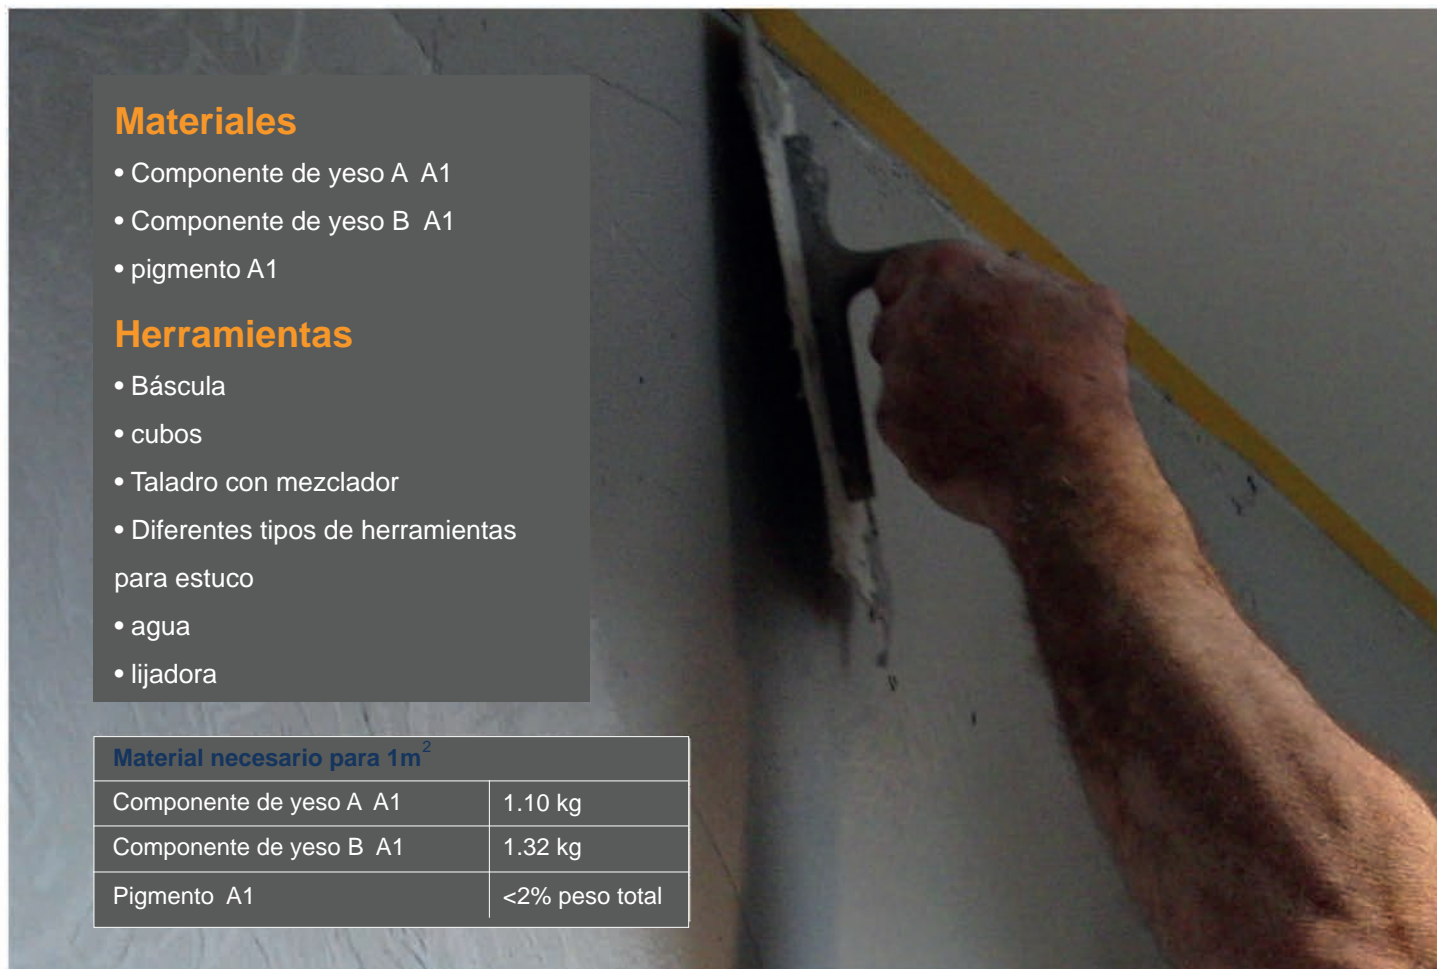 Materiales
• Componente de yeso A  A1
• Componente de yeso B  A1
• pigmento A1
Herramientas
• Báscula
• cubos
• Taladro con mezclador
• Diferentes tipos de herramientas
para estuco
• agua
• lijadora
Material necesario para 1m²
Componente de yeso A  A1 1.10 kg
Componente de yeso B  A1 1.32 kg
Pigmento  A1 <2% peso total